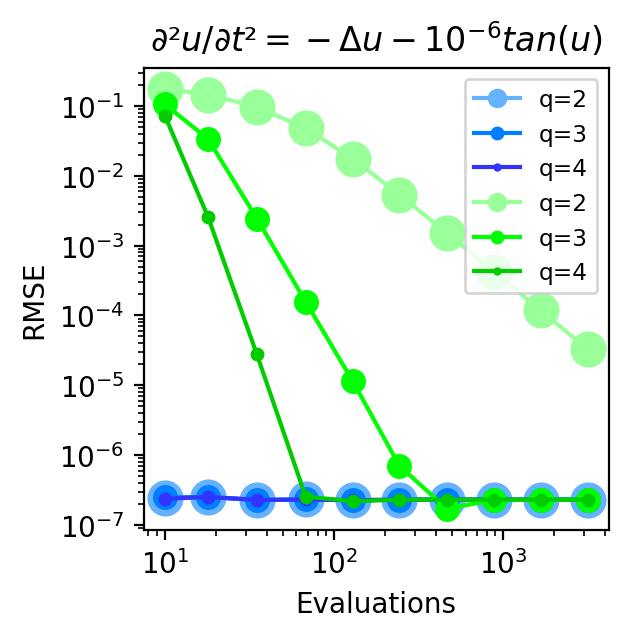 ∂²u/∂t² = − Δu − 10⁻⁶tan(u)
10⁻¹
10⁻²
10⁻³
10⁻⁴
10⁻⁵
10⁻⁶
10⁻⁷
RMSE
q=2
q=3
q=4
q=2
q=3
q=4
10¹
10²
10³
Evaluations